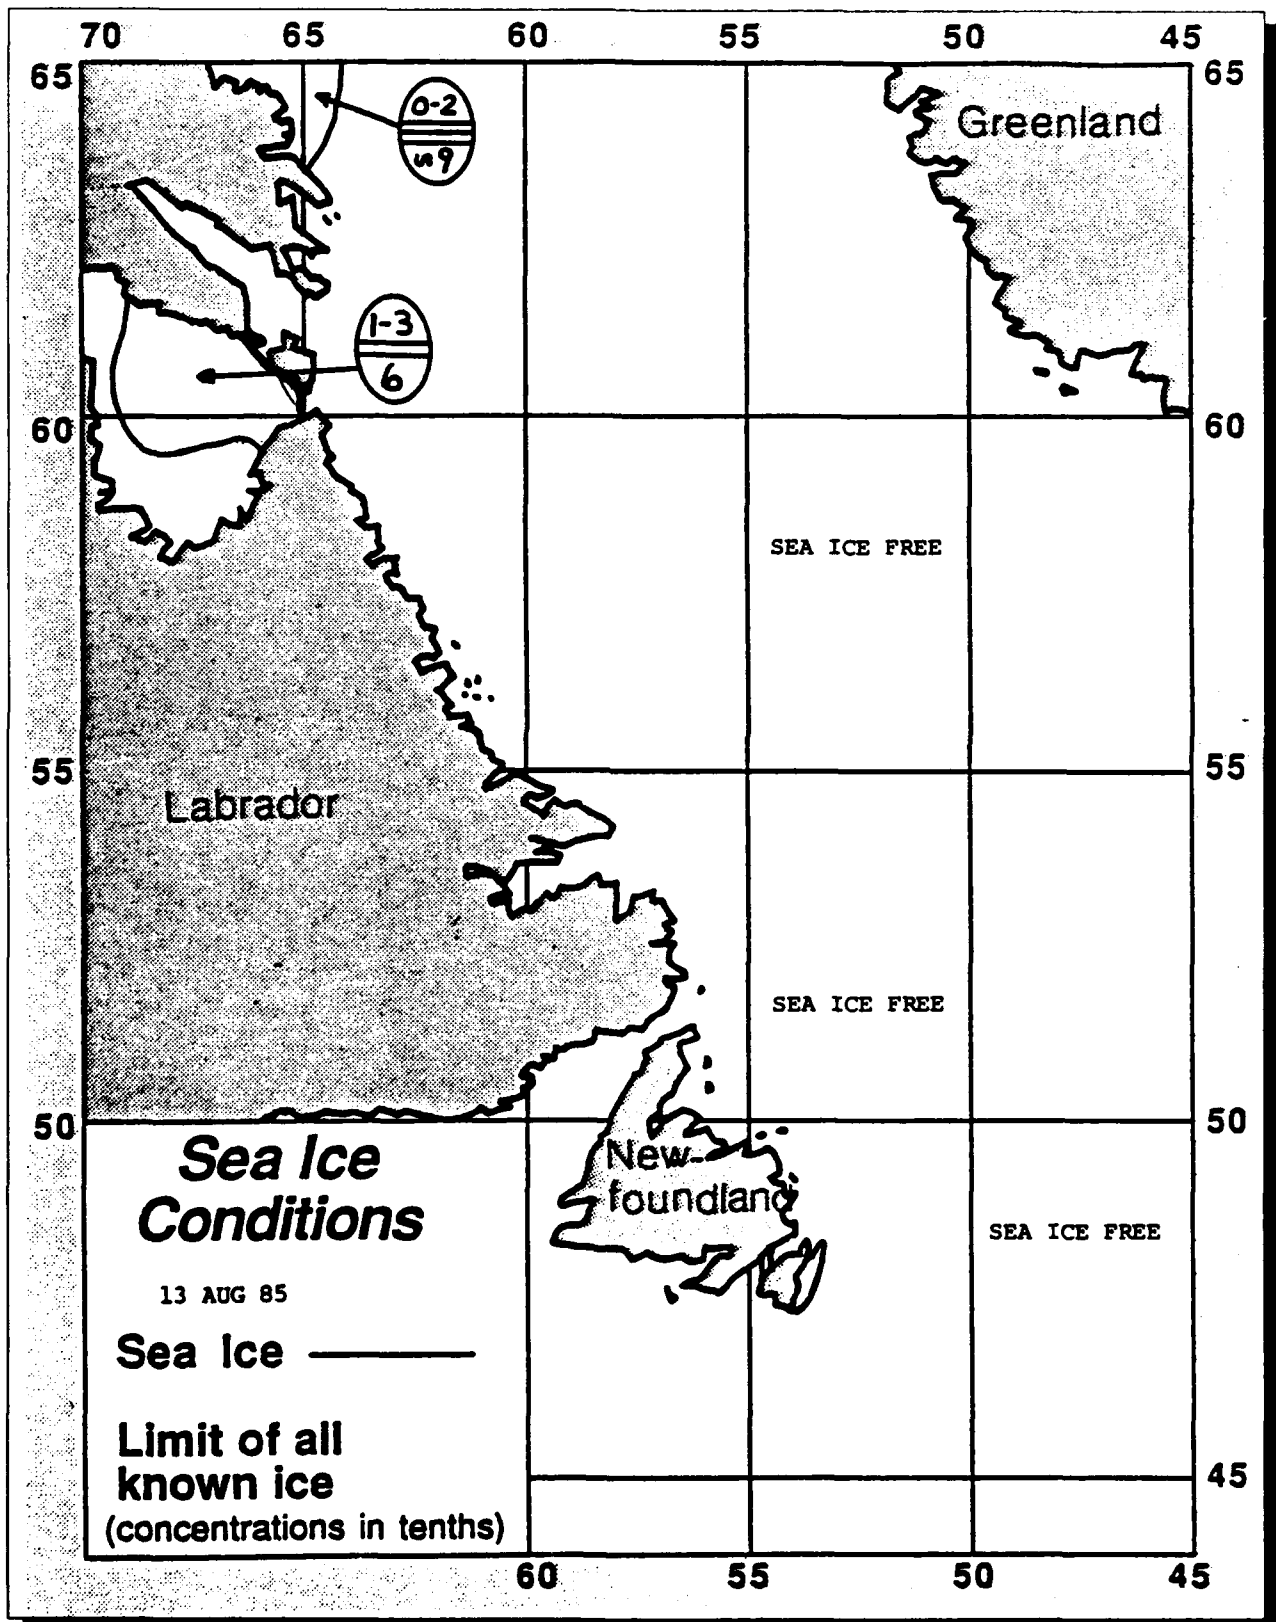 70 65 60 55 50 45
65 65
0-2
Greenland
1-3
6
60 60
SEA ICE FREE
55 55
Labrador
SEA ICE FREE
50 50
Sea Ice
Conditions
New-
foundland
SEA ICE FREE
13 AUG 85
Sea Ice
Limit of all
known ice
(concentrations in tenths)
45
60 55 50 45